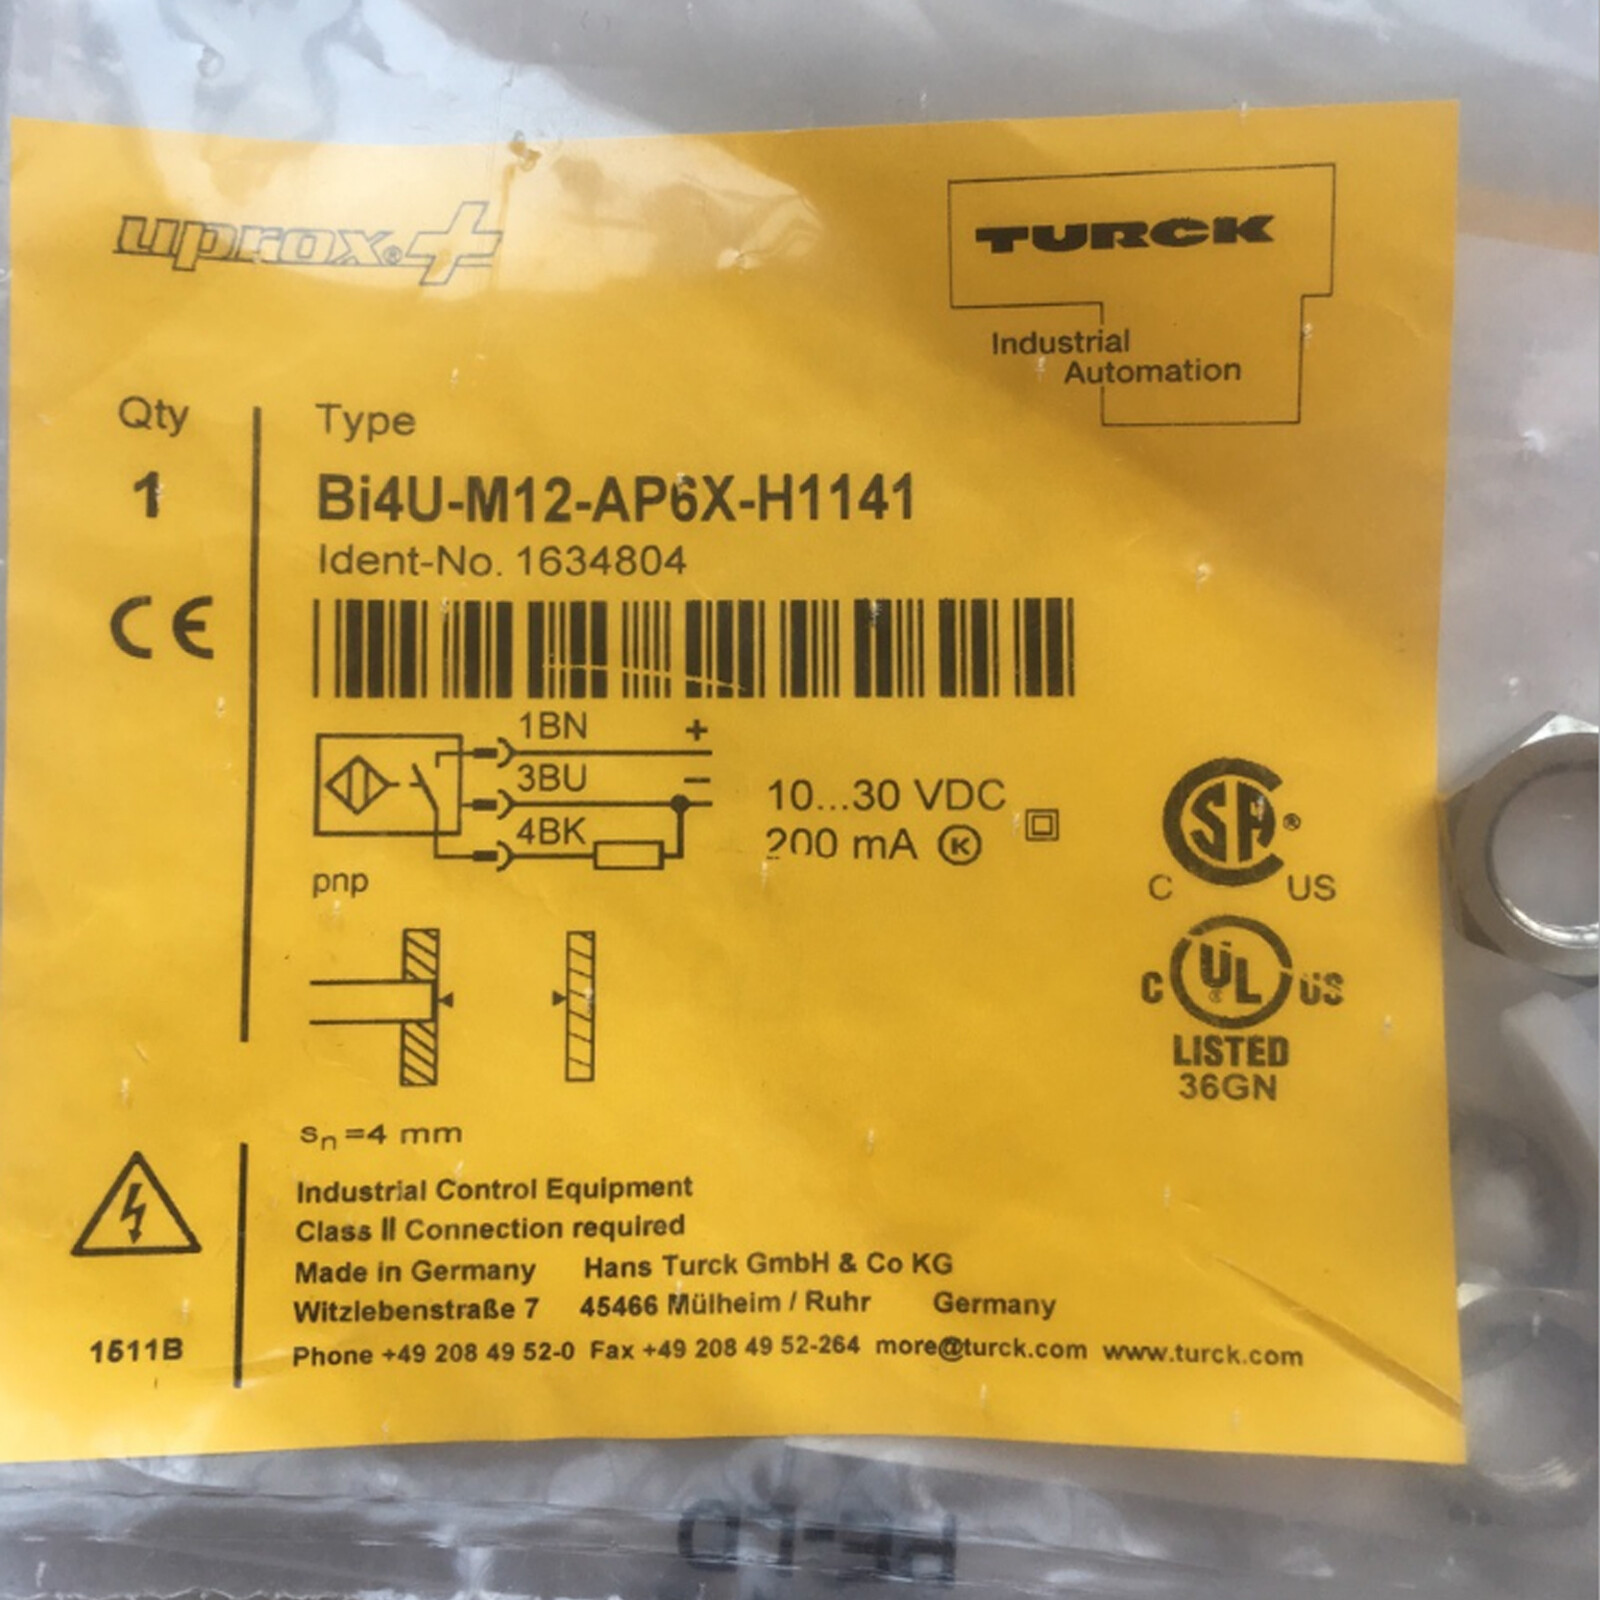 uprox®+
TURCK
Industrial
Automation
Qty
Type
1
Bi4U-M12-AP6X-H1141
Ident-No. 1634804
CE
1BN +
3BU −
4BK
10...30 VDC
200 mA K
pnp
SA®
C US
C UL® US
LISTED
36GN
sn=4 mm
Industrial Control Equipment
Class II Connection required
Made in Germany Hans Turck GmbH & Co KG
Witzlebenstraße 7 45466 Mülheim / Ruhr Germany
1511B
Phone +49 208 49 52-0 Fax +49 208 49 52-264 more@turck.com www.turck.com
PE-LD